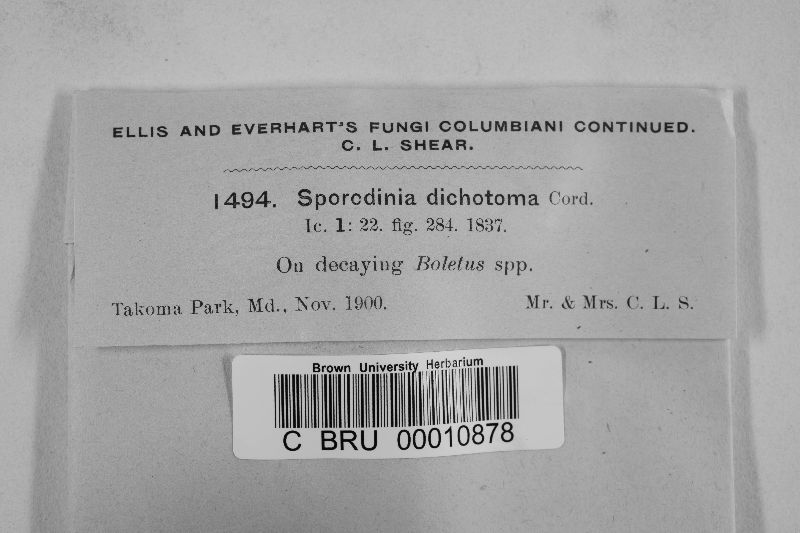 ELLIS AND EVERHART'S FUNGI COLUMBIANI CONTINUED.
C. L. SHEAR.
1494. Sporodinia dichotoma Cord.
Ic. 1: 22. fig. 284. 1837.
On decaying Boletus spp.
Takoma Park, Md., Nov. 1900. Mr. & Mrs. C. L. S.
Brown University Herbarium
C BRU 00010878